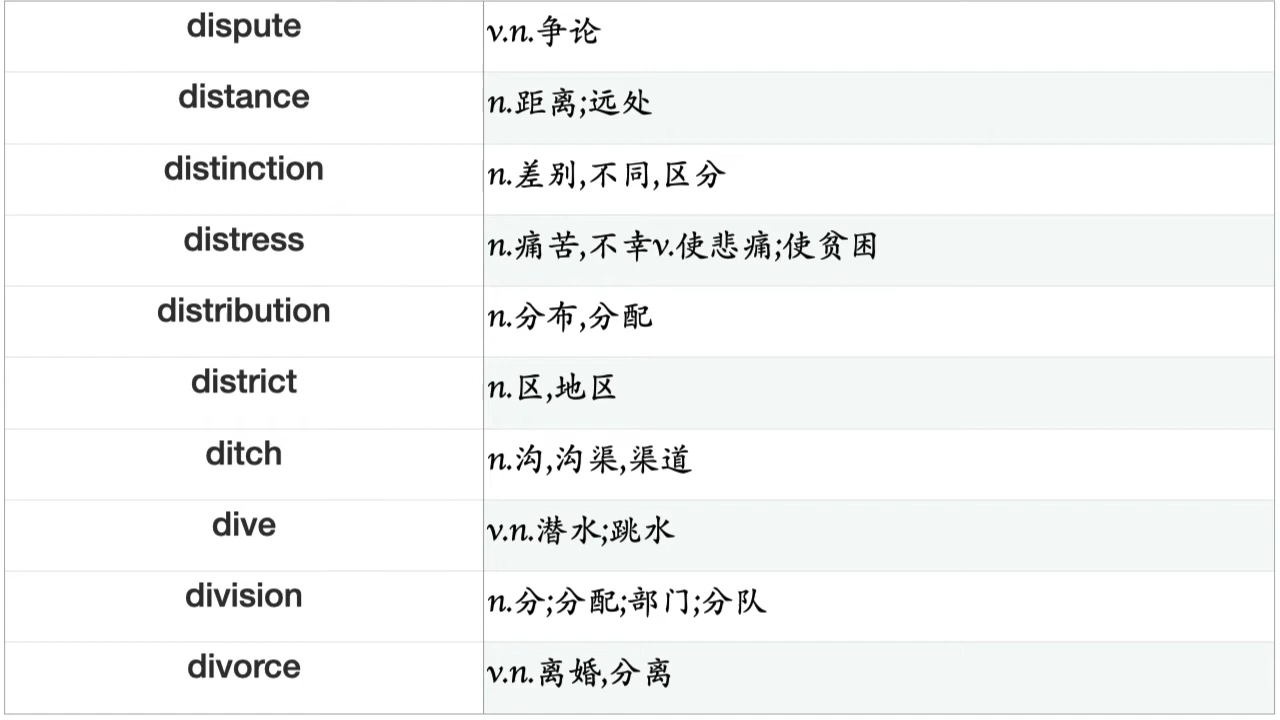 dispute v.n.争论
distance n.距离;远处
distinction n.差别,不同,区分
distress n.痛苦,不幸v.使悲痛;使贫困
distribution n.分布,分配
district n.区,地区
ditch n.沟,沟渠,渠道
dive v.n.潜水;跳水
division n.分;分配;部门;分队
divorce v.n.离婚,分离